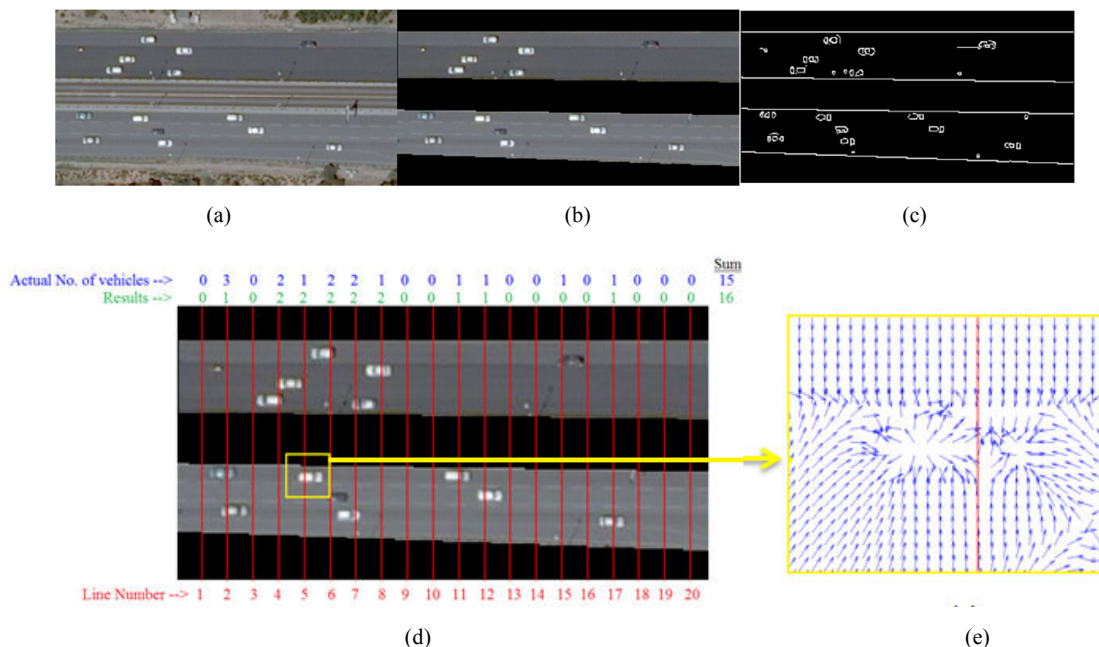 (a)
(b)
(c)
Sum
Actual No. of vehicles --> 0 3 0 2 1 2 2 1 0 0 1 1 0 0 1 0 1 0 0 0 15
Results --> 0 1 0 2 2 2 2 2 0 0 1 1 0 0 0 0 1 0 0 0 16
Line Number --> 1 2 3 4 5 6 7 8 9 10 11 12 13 14 15 16 17 18 19 20
(d)
(e)